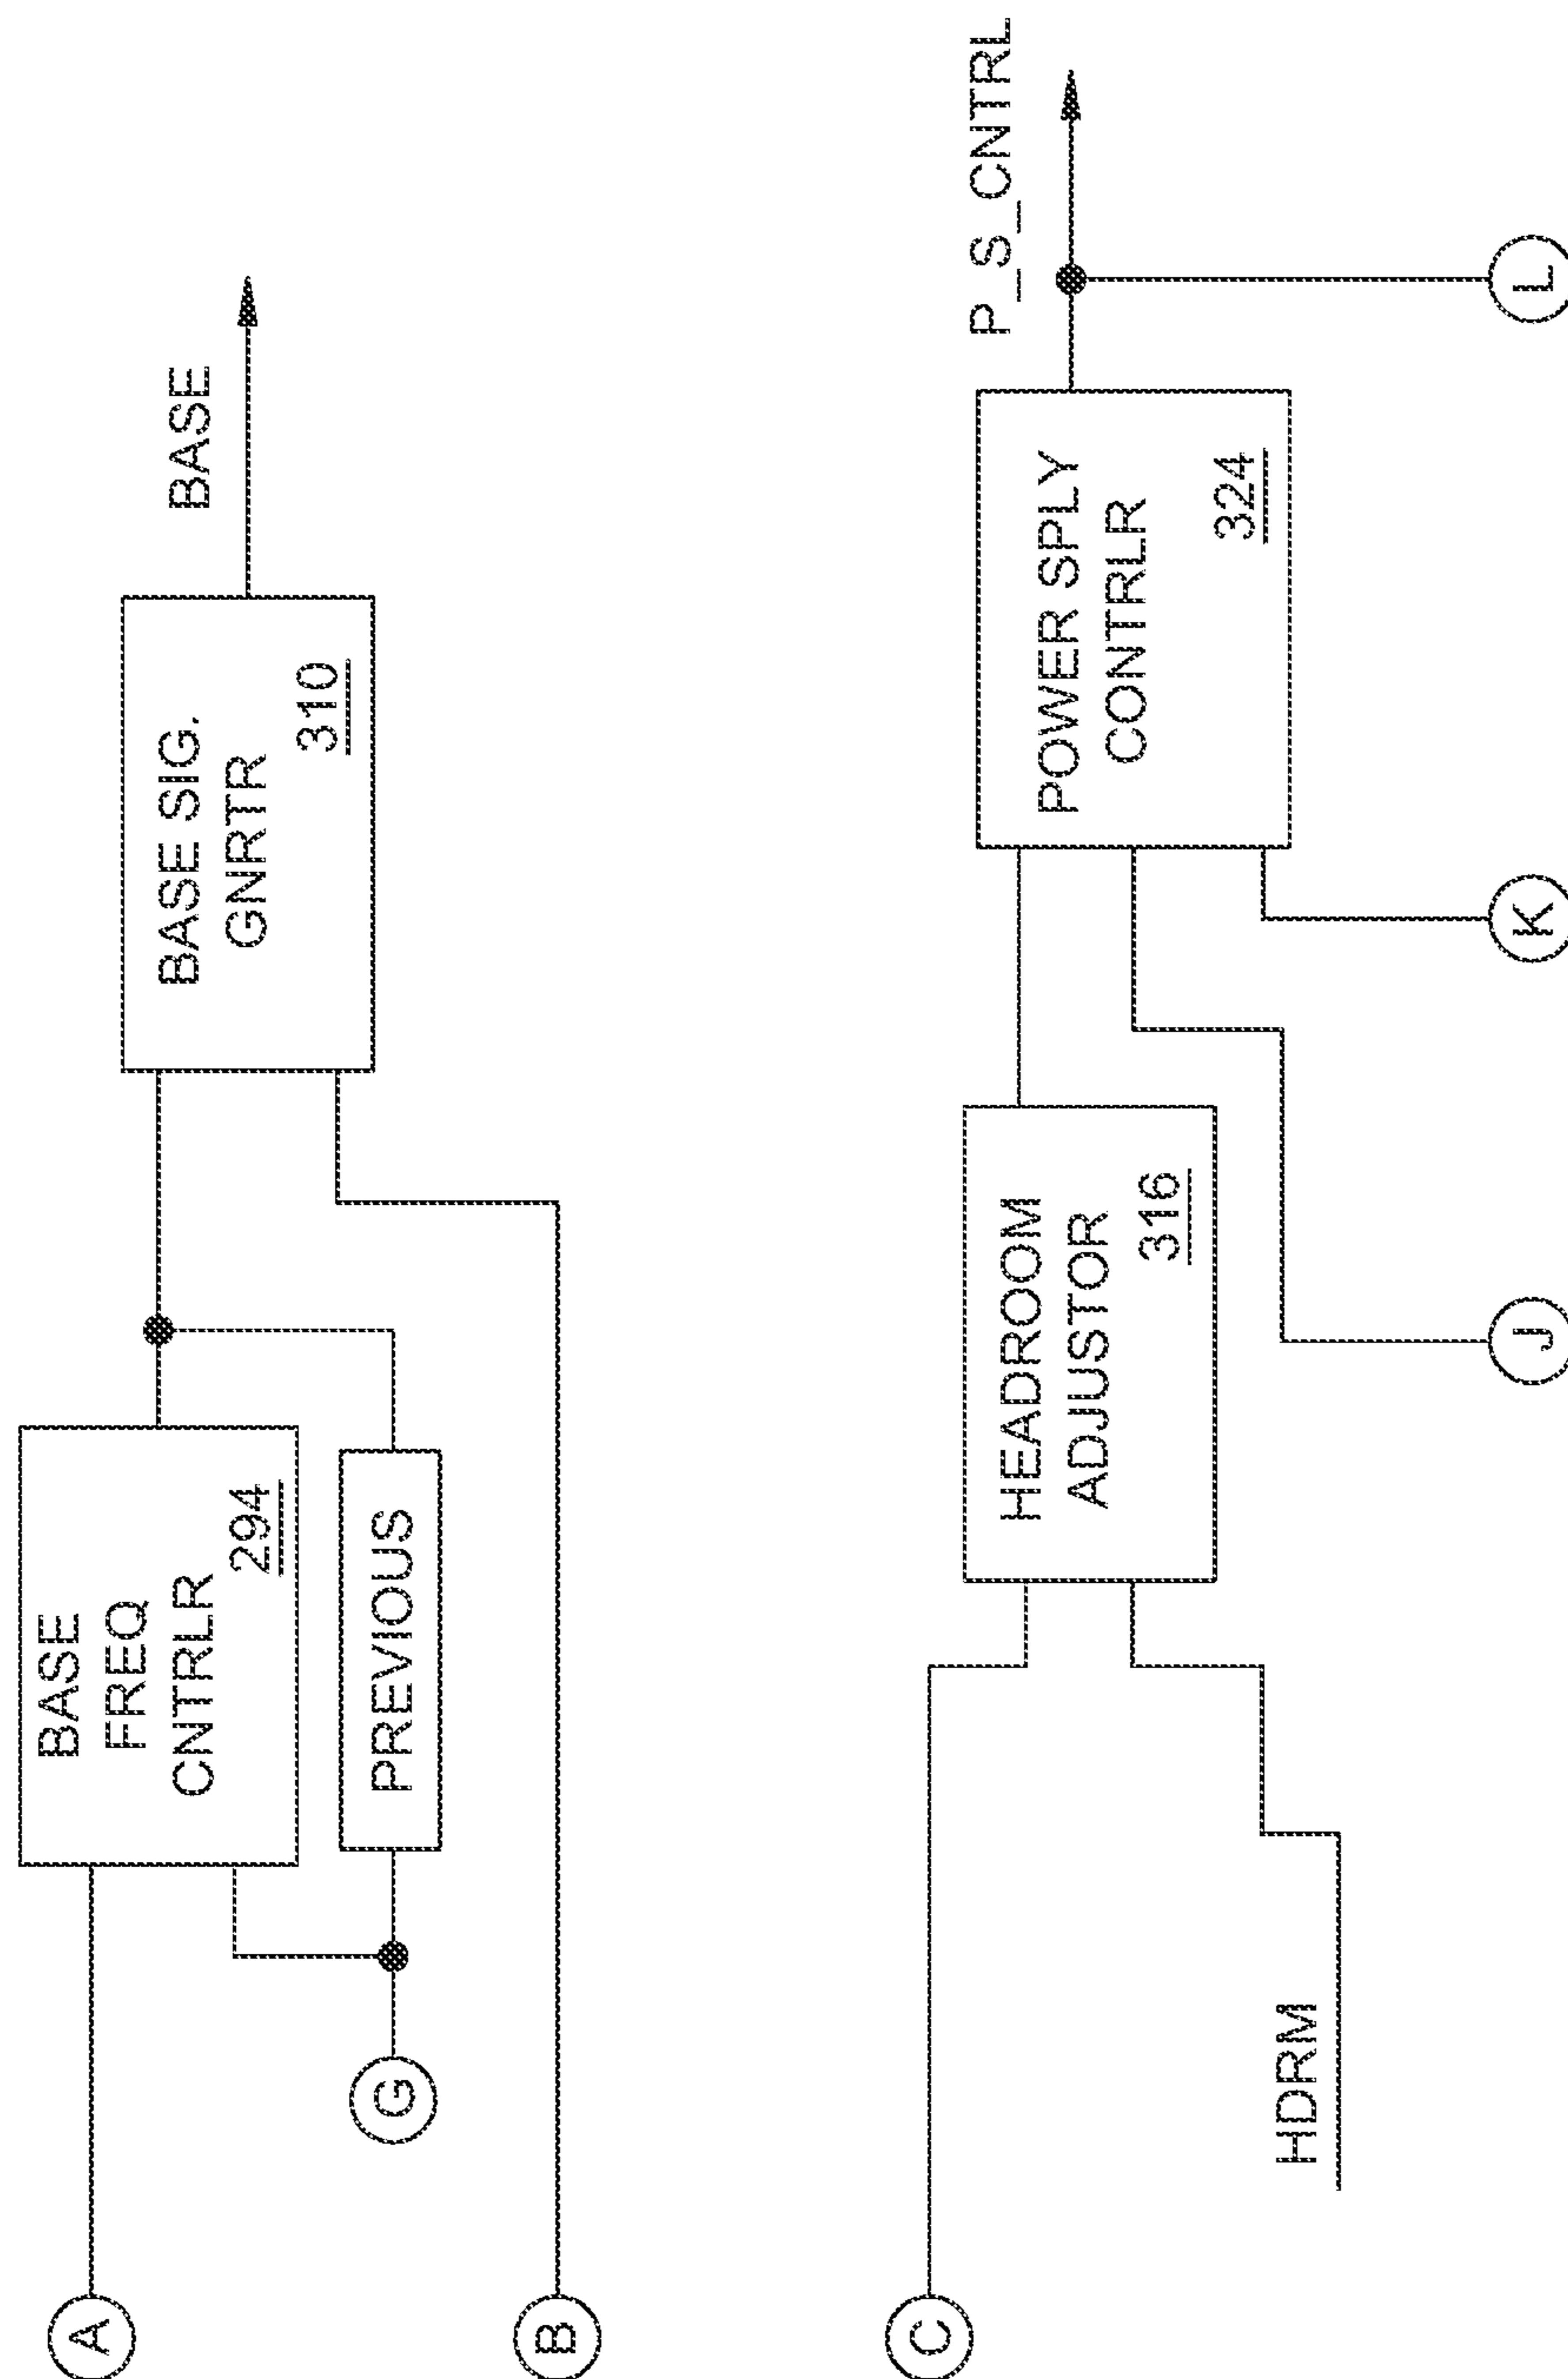 A
BASE
FREQ
CNTRLR
294
PREVIOUS
G
B
BASE SIG.
GNRTR
310
BASE
C
HDRM
HEADROOM
ADJUSTOR
316
J
K
POWER SPLY
CONTRLR
324
P_S_CNTRL
L